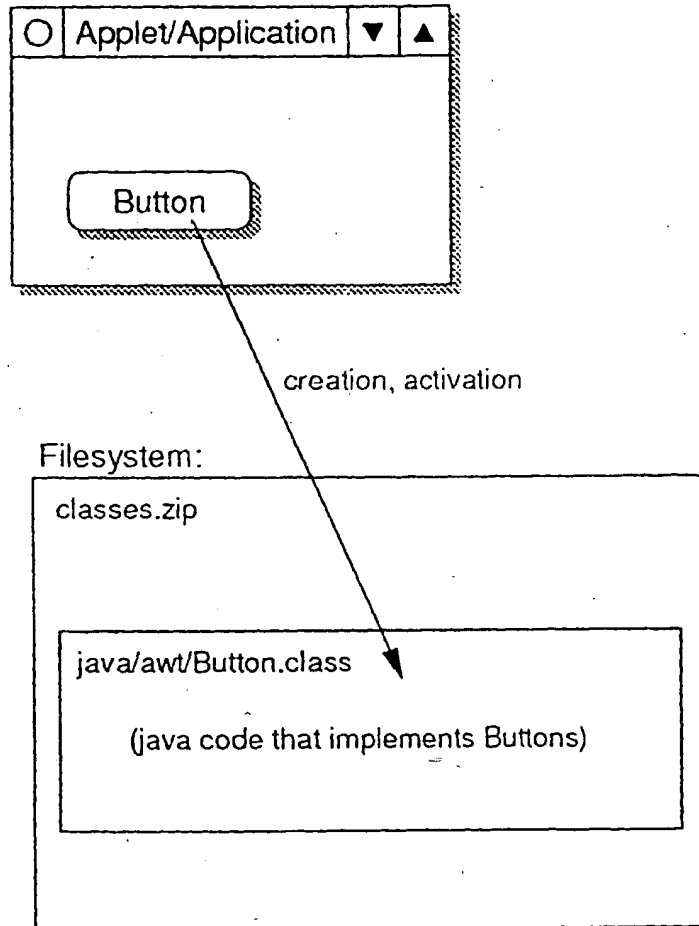 Applet/Application
Button
creation, activation
Filesystem:
classes.zip
java/awt/Button.class
(java code that implements Buttons)